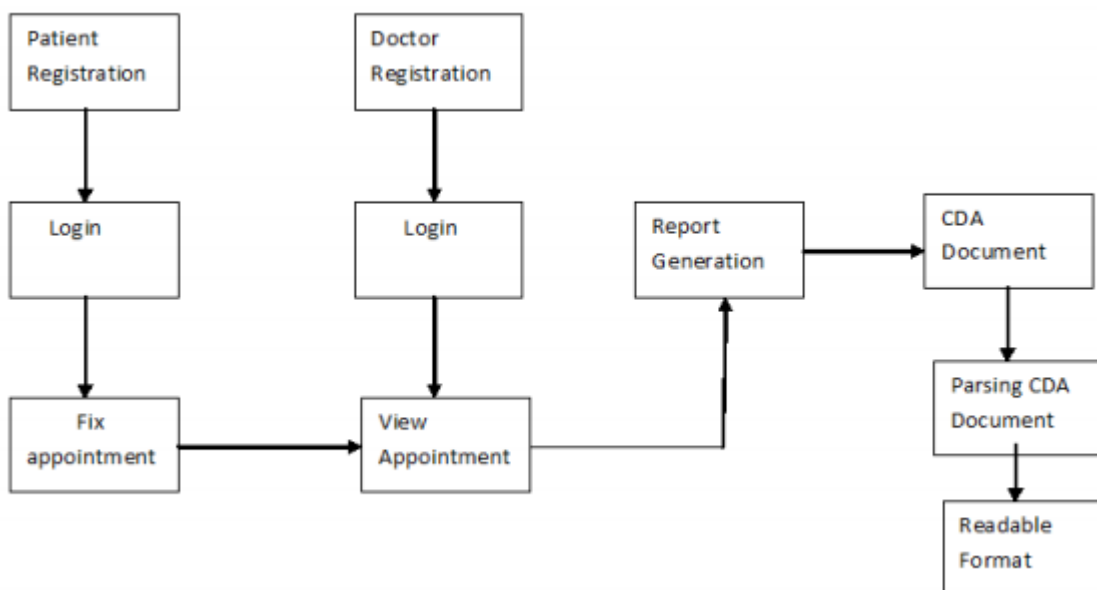 Patient
Registration
Doctor
Registration
Login
Login
Report
Generation
CDA
Document
Fix
appointment
View
Appointment
Parsing CDA
Document
Readable
Format